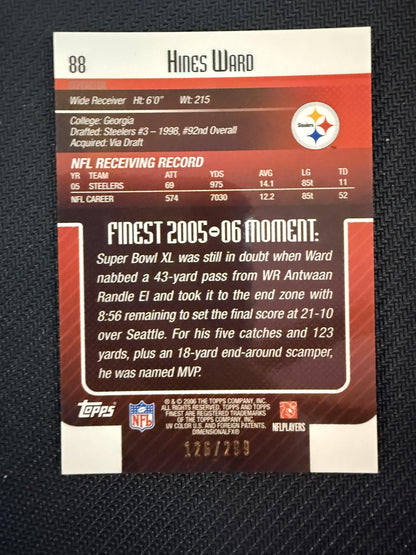 88 HINES WARD
Wide Receiver Ht: 6'0" Wt: 215
College: Georgia
Drafted: Steelers #3 – 1998, #92nd Overall
Acquired: Via Draft
Steelers
NFL RECEIVING RECORD
YR TEAM ATT YDS AVG LG TD
05 STEELERS 69 975 14.1 85t 11
NFL CAREER 574 7030 12.2 85t 52
FINEST 2005-06 MOMENT:
Super Bowl XL was still in doubt when Ward
nabbed a 43-yard pass from WR Antwaan
Randle El and took it to the end zone with
8:56 remaining to set the final score at 21-10
over Seattle. For his five catches and 123
yards, plus an 18-yard end-around scamper,
he was named MVP.
® & © 2006 THE TOPPS COMPANY, INC.
ALL RIGHTS RESERVED. TOPPS AND TOPPS
FINEST ARE REGISTERED TRADEMARKS
OF THE TOPPS COMPANY, INC.
UV COLOR U.S. AND FOREIGN PATENTS.
DIMENSIONALFX®
TOPPS NFL NFLPLAYERS
126/299